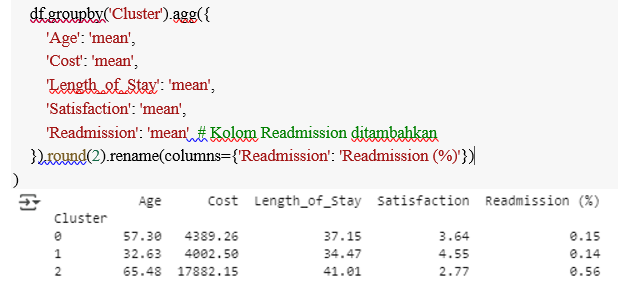 df.groupby('Cluster').agg({
'Age': 'mean',
'Cost': 'mean',
'Length_of_Stay': 'mean',
'Satisfaction': 'mean',
'Readmission': 'mean' # Kolom Readmission ditambahkan
}).round(2).rename(columns={'Readmission': 'Readmission (%)'})
)
Age Cost Length_of_Stay Satisfaction Readmission (%)
Cluster
0 57.30 4389.26 37.15 3.64 0.15
1 32.63 4002.50 34.47 4.55 0.14
2 65.48 17882.15 41.01 2.77 0.56